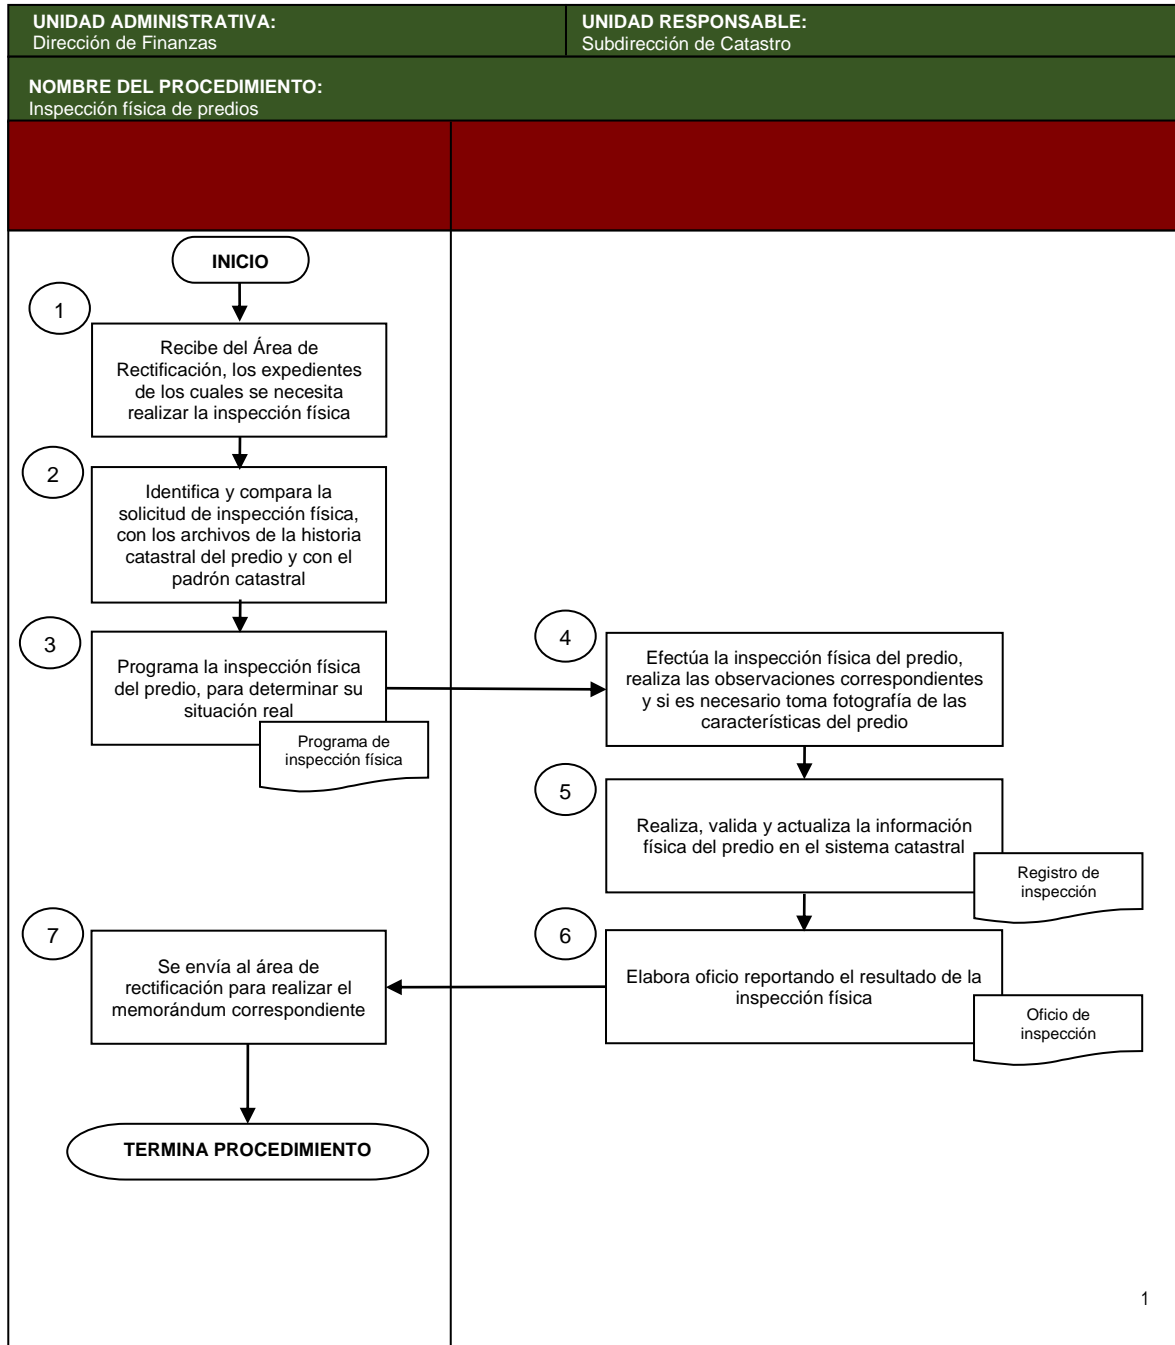 UNIDAD ADMINISTRATIVA:
Dirección de Finanzas
UNIDAD RESPONSABLE:
Subdirección de Catastro
NOMBRE DEL PROCEDIMIENTO:
Inspección física de predios
INICIO
1
Recibe del Área de
Rectificación, los expedientes
de los cuales se necesita
realizar la inspección física
2
Identifica y compara la
solicitud de inspección física,
con los archivos de la historia
catastral del predio y con el
padrón catastral
3
Programa la inspección física
del predio, para determinar su
situación real
Programa de
inspección física
4
Efectúa la inspección física del predio,
realiza las observaciones correspondientes
y si es necesario toma fotografía de las
características del predio
5
Realiza, valida y actualiza la información
física del predio en el sistema catastral
Registro de
inspección
6
Elabora oficio reportando el resultado de la
inspección física
Oficio de
inspección
7
Se envía al área de
rectificación para realizar el
memorándum correspondiente
TERMINA PROCEDIMIENTO
1